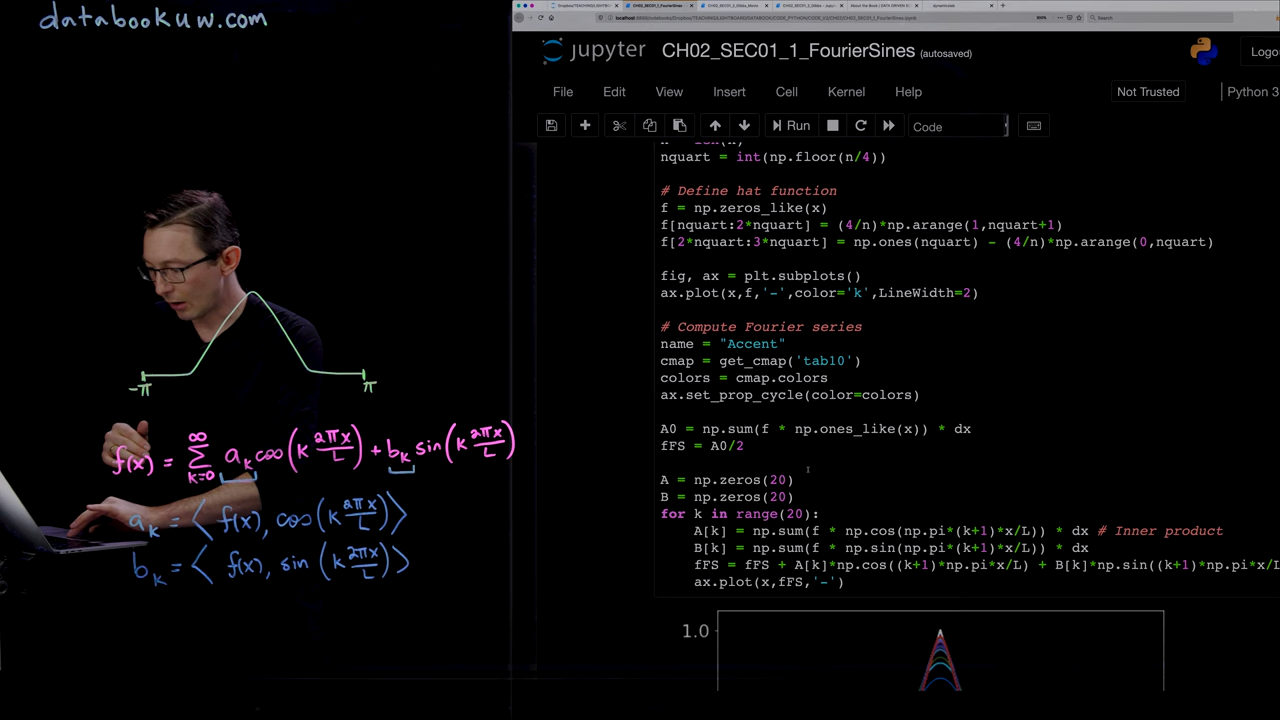 databookuw.com
-π
π
f(x) = ∞ Σ k=0 a_k cos(k 2πx/L) + b_k sin(k 2πx/L)
a_k = ⟨ f(x), cos(k 2πx/L) ⟩
b_k = ⟨ f(x), sin(k 2πx/L) ⟩
jupyter CH02_SEC01_1_FourierSines (autosaved)
Logo
File Edit View Insert Cell Kernel Help
Not Trusted
Python 3
Run
Code
nquart = int(np.floor(n/4))
# Define hat function
f = np.zeros_like(x)
f[nquart:2*nquart] = (4/n)*np.arange(1,nquart+1)
f[2*nquart:3*nquart] = np.ones(nquart) - (4/n)*np.arange(0,nquart)
fig, ax = plt.subplots()
ax.plot(x,f,'-',color='k',LineWidth=2)
# Compute Fourier series
name = "Accent"
cmap = get_cmap('tab10')
colors = cmap.colors
ax.set_prop_cycle(color=colors)
A0 = np.sum(f * np.ones_like(x)) * dx
fFS = A0/2
A = np.zeros(20)
B = np.zeros(20)
for k in range(20):
A[k] = np.sum(f * np.cos(np.pi*(k+1)*x/L)) * dx # Inner product
B[k] = np.sum(f * np.sin(np.pi*(k+1)*x/L)) * dx
fFS = fFS + A[k]*np.cos((k+1)*np.pi*x/L) + B[k]*np.sin((k+1)*np.pi*x/L
ax.plot(x,fFS,'-')
1.0